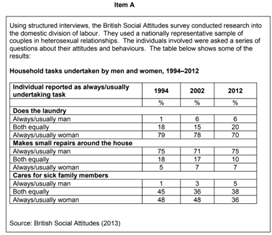 Item A
Using structured interviews, the British Social Attitudes survey conducted research into
the domestic division of labour. They used a nationally representative sample of
couples in heterosexual relationships. The individuals involved were asked a series of
questions about their attitudes and behaviours. The table below shows some of the
results:
Household tasks undertaken by men and women, 1994–2012
Individual reported as always/usually undertaking task 1994 2002 2012
% % %
Does the laundry
Always/usually man 1 6 6
Both equally 18 15 20
Always/usually woman 79 78 70
Makes small repairs around the house
Always/usually man 75 71 75
Both equally 18 17 10
Always/usually woman 5 7 7
Cares for sick family members
Always/usually man 1 3 5
Both equally 45 36 38
Always/usually woman 48 48 36
Source: British Social Attitudes (2013)